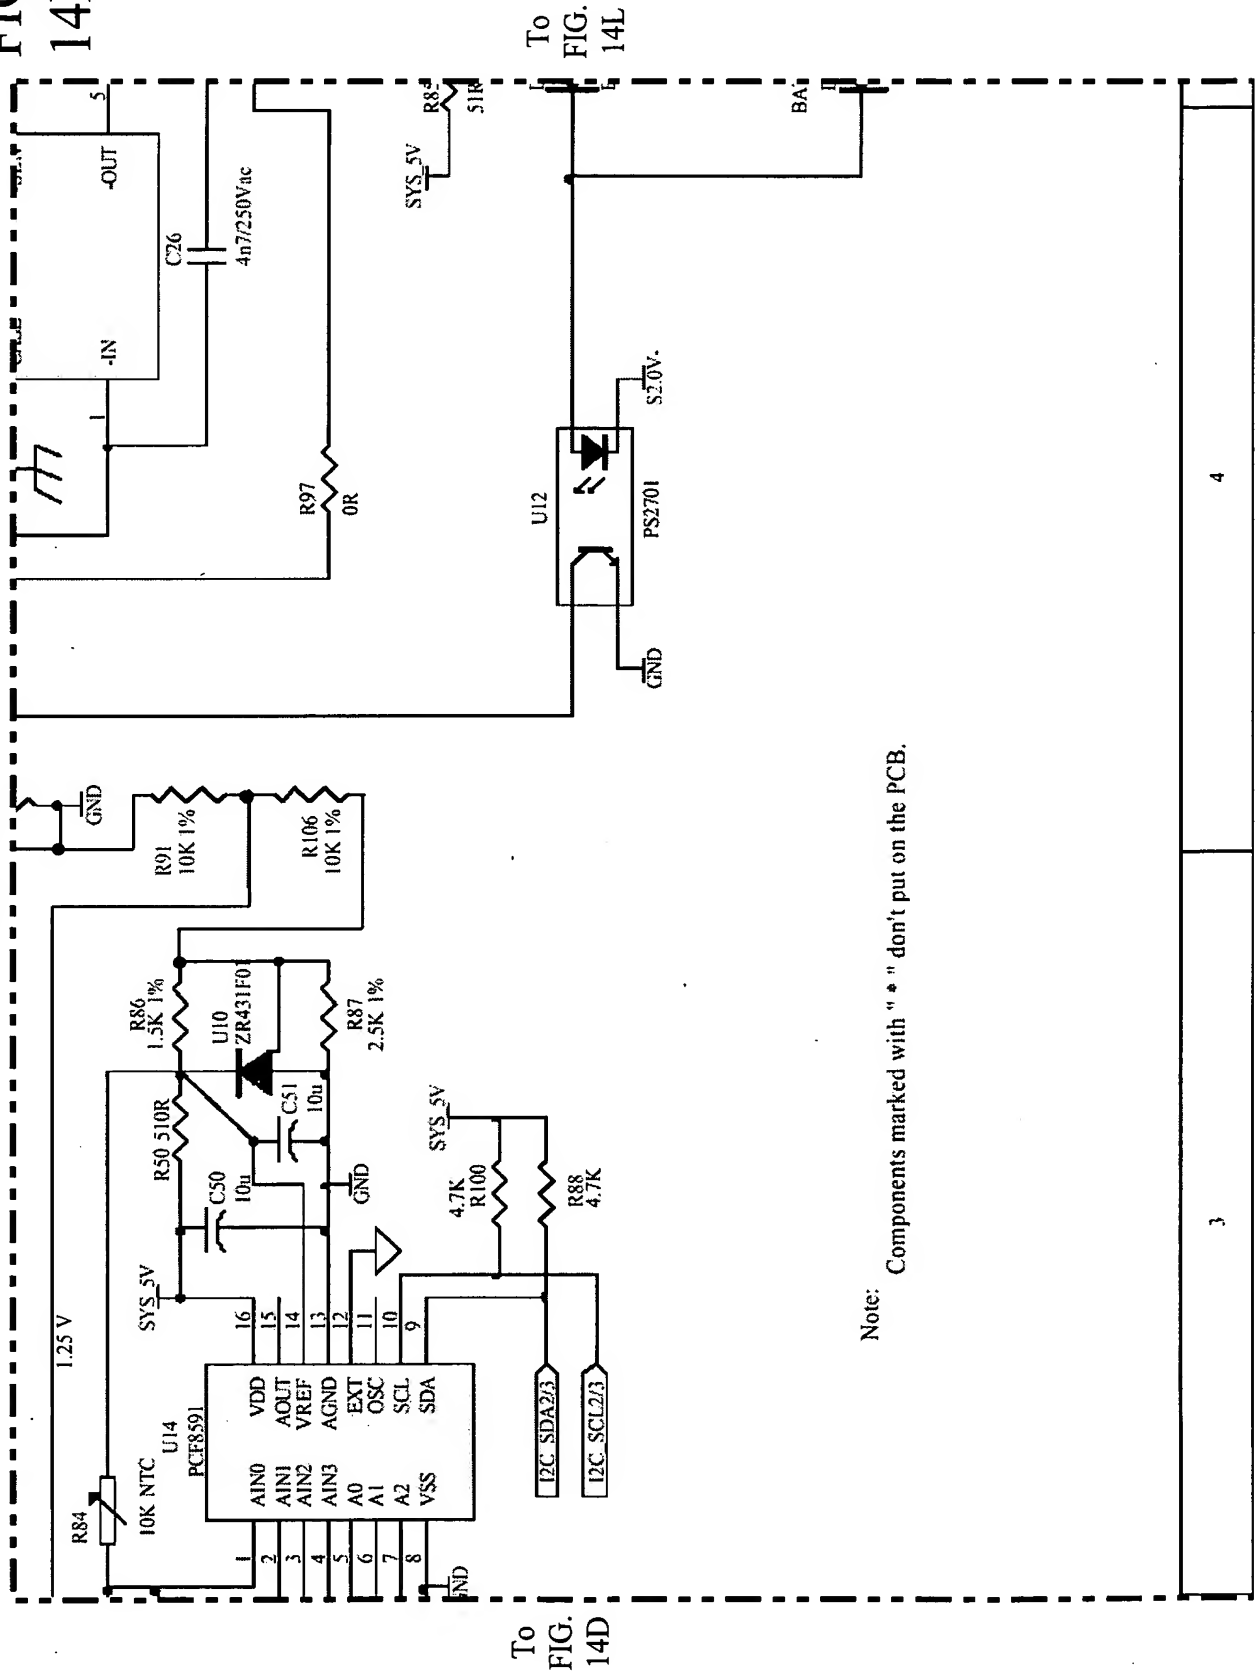 To
FIG.
14L
5
-OUT
-IN
1
C26
4n7/250Vac
R97
0R
SYS_5V
51R
U12
PS2701
S2.0V-
GND
GND
R91
10K 1%
R106
10K 1%
1.25 V
R84
10K NTC
SYS_5V
R50 510R
R86
1.5K 1%
U10
ZR431F01
R87
2.5K 1%
C50
10u
C51
10u
GND
U14
PCF8591
AIN0
AIN1
AIN2
AIN3
A0
A1
A2
VSS
VDD
AOUT
VREF
AGND
EXT
OSC
SCL
SDA
1
2
3
4
5
6
7
8
16
15
14
13
12
11
10
9
SYS_5V
4.7K
R100
R88
4.7K
I2C_SDA2/3
I2C_SCL2/3
To
FIG.
14D
Note:
Components marked with " * " don't put on the PCB.
3
4